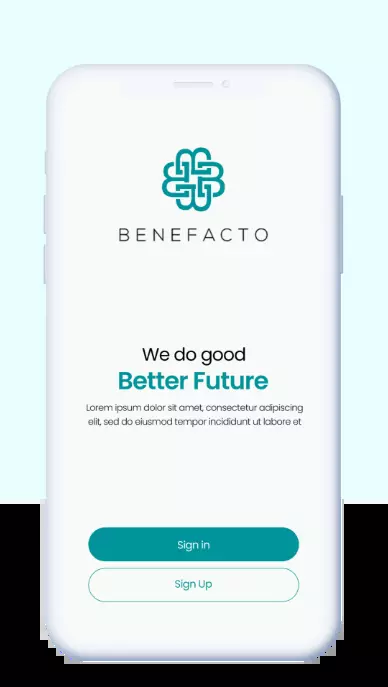 BENEFACTO
We do good
Better Future
Lorem ipsum dolor sit amet, consectetur adipiscing
elit, sed do eiusmod tempor incididunt ut labore et
Sign in
Sign Up